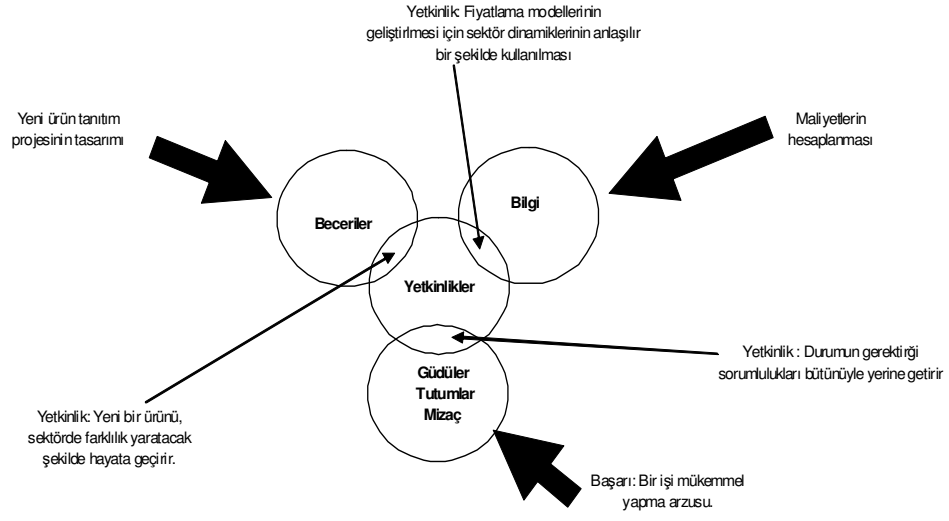 Yetkinlik: Fiyatlama modellerinin
geliştirilmesi için sektör dinamiklerinin anlaşılır
bir şekilde kullanılması
Yeni ürün tanıtım
projesinin tasarımı
Maliyetlerin
hesaplanması
Beceriler
Bilgi
Yetkinlikler
Güdüler
Tutumlar
Mizaç
Yetkinlik : Durumun gerektirği
sorumlulukları bütünüyle yerine getirir
Yetkinlik: Yeni bir ürünü,
sektörde farklılık yaratacak
şekilde hayata geçirir.
Başarı: Bir işi mükemmel
yapma arzusu.